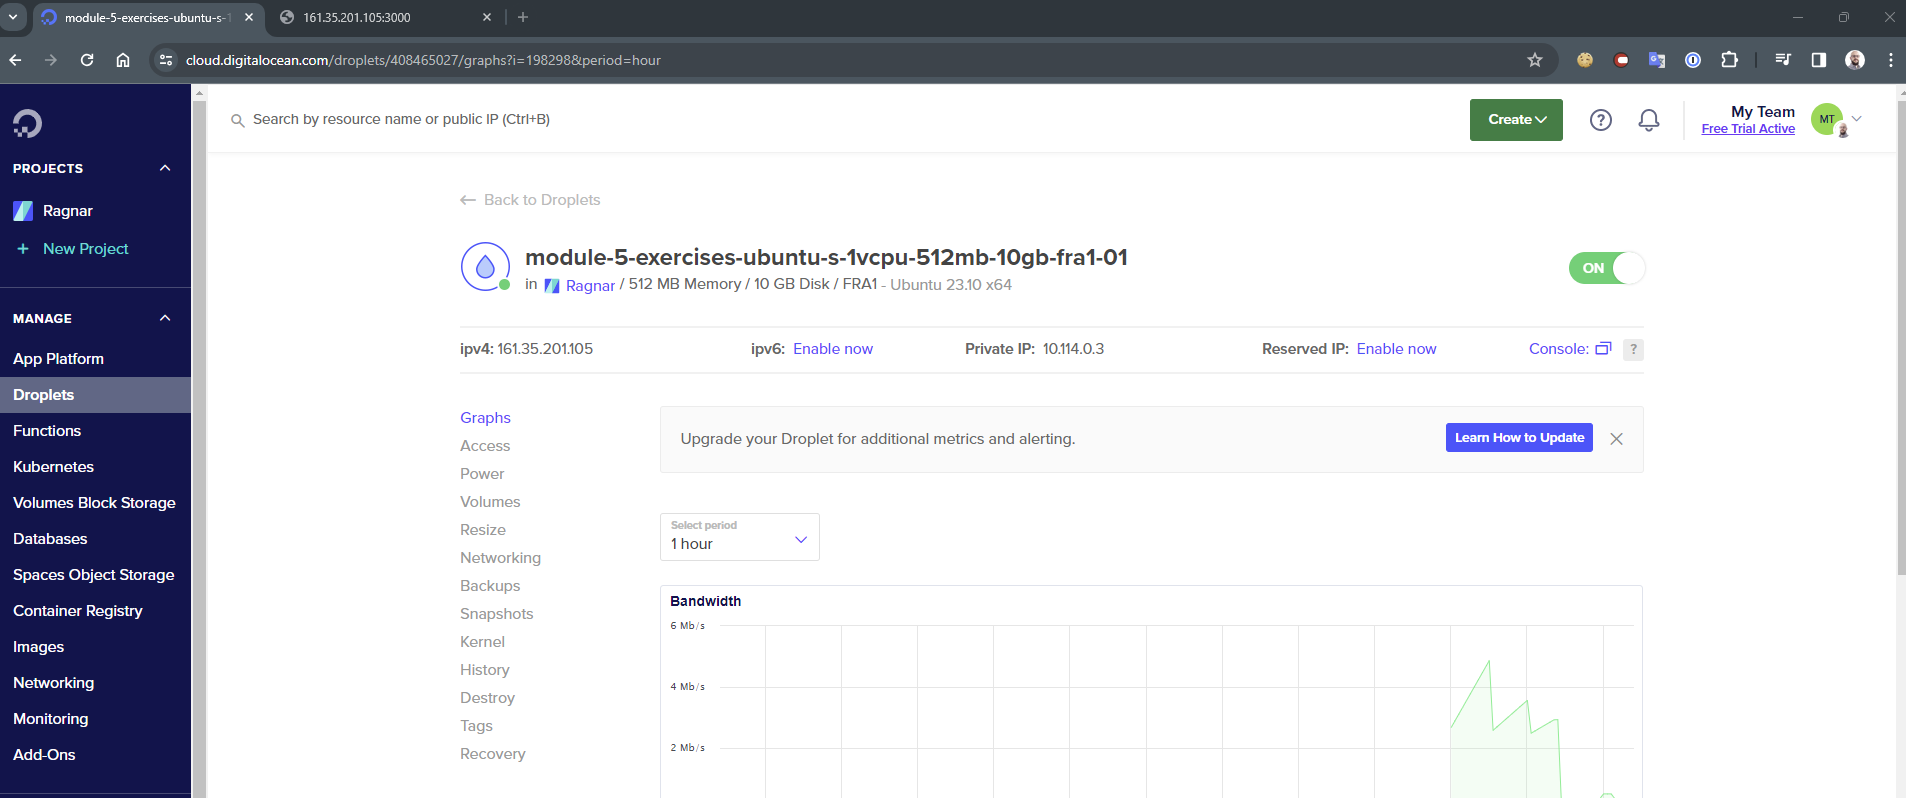 module-5-exercises-ubuntu-s-1
161.35.201.105:3000
cloud.digitalocean.com/droplets/408465027/graphs?i=198298&period=hour
Search by resource name or public IP (Ctrl+B)
Create
?
My Team
Free Trial Active
MT
PROJECTS
Ragnar
+ New Project
MANAGE
App Platform
Droplets
Functions
Kubernetes
Volumes Block Storage
Databases
Spaces Object Storage
Container Registry
Images
Networking
Monitoring
Add-Ons
← Back to Droplets
module-5-exercises-ubuntu-s-1vcpu-512mb-10gb-fra1-01
in Ragnar / 512 MB Memory / 10 GB Disk / FRA1 - Ubuntu 23.10 x64
ON
ipv4: 161.35.201.105 ipv6: Enable now Private IP: 10.114.0.3 Reserved IP: Enable now Console: ?
Graphs
Access
Power
Volumes
Resize
Networking
Backups
Snapshots
Kernel
History
Destroy
Tags
Recovery
Upgrade your Droplet for additional metrics and alerting.
Learn How to Update
Select period
1 hour
Bandwidth
6 Mb/s
4 Mb/s
2 Mb/s